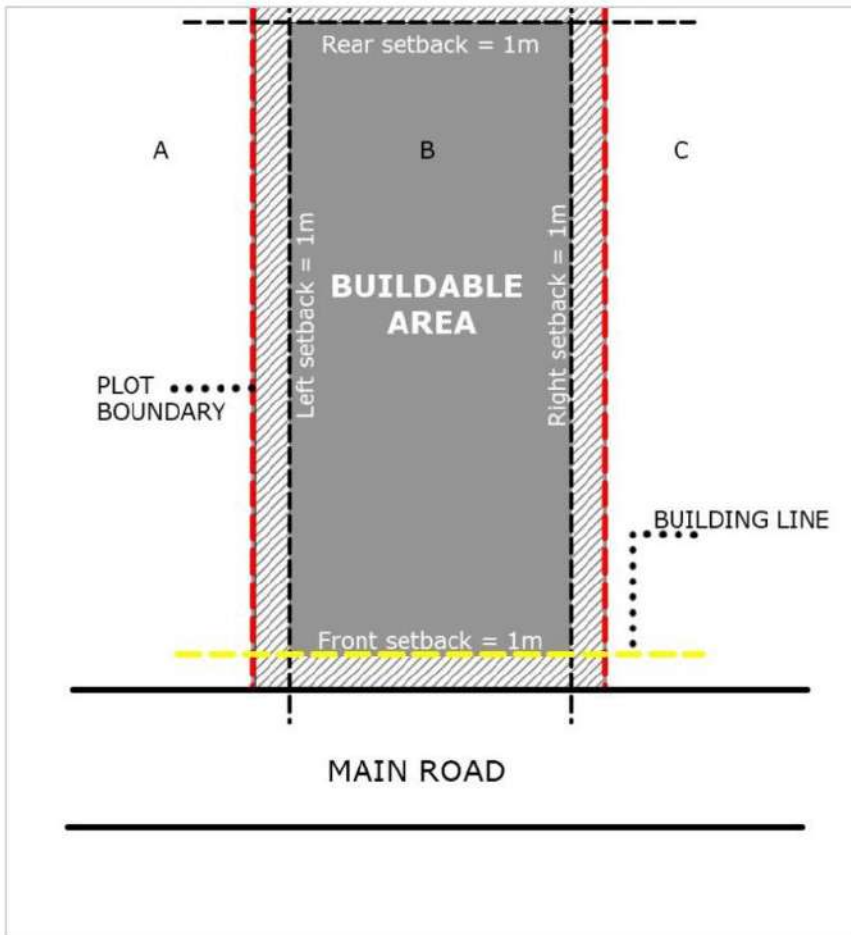 Rear setback = 1m
A
B
C
Left setback = 1m
Right setback = 1m
BUILDABLE
AREA
PLOT
BOUNDARY
BUILDING LINE
Front setback = 1m
MAIN ROAD